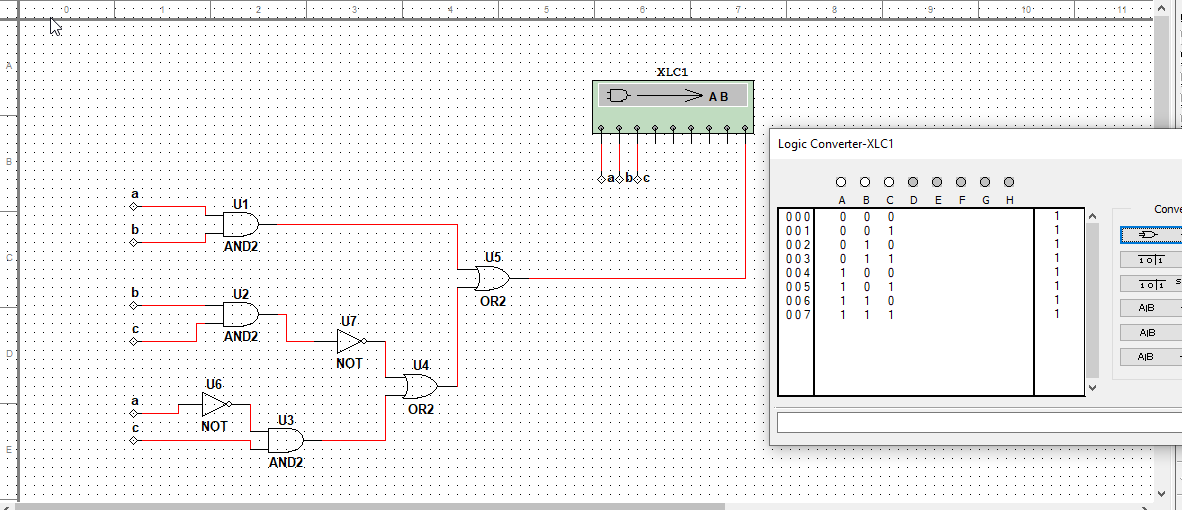 0 1 2 3 4 5 6 7 8 9 10 11
A
B
C
D
E
XLC1
A B
a b c
a
b
U1
AND2
b
c
U2
AND2
U7
NOT
a
c
U6
NOT
U3
AND2
U4
OR2
U5
OR2
Logic Converter-XLC1
A B C D E F G H
000 0 0 0 1
001 0 0 1 1
002 0 1 0 1
003 0 1 1 1
004 1 0 0 1
005 1 0 1 1
006 1 1 0 1
007 1 1 1 1
Conve
1 0 | 1
1 0 | 1 s
A|B
A|B
A|B